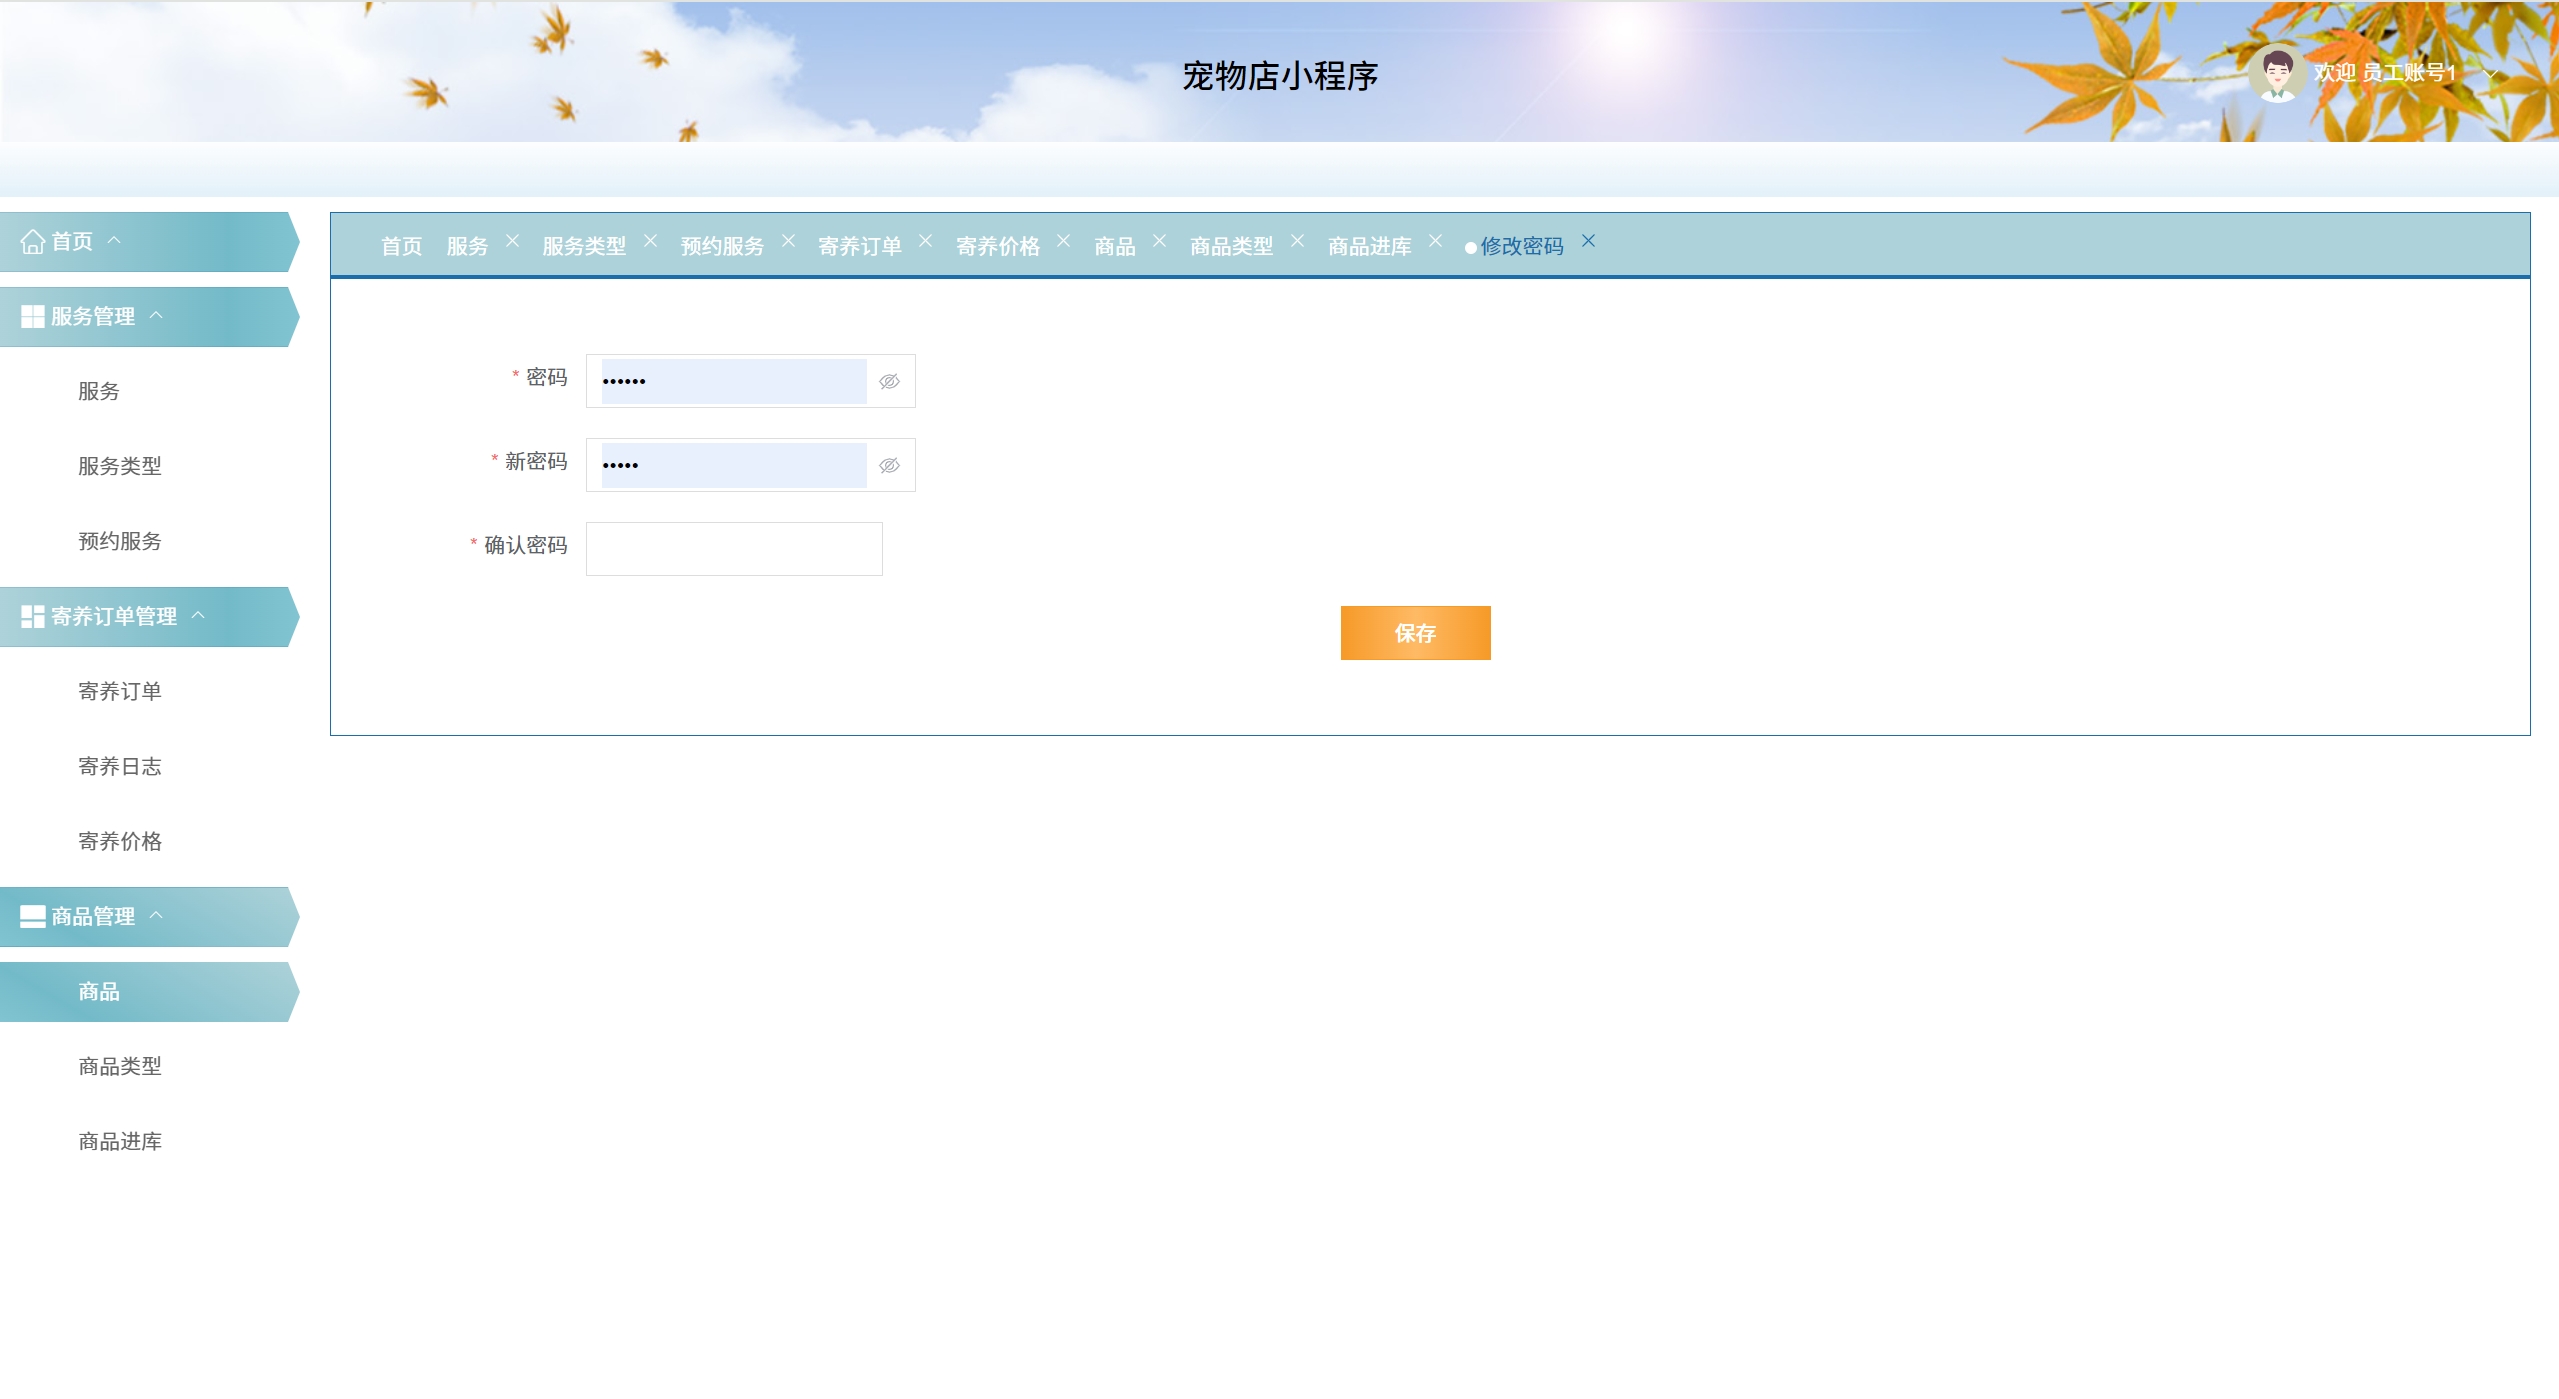 宠物店小程序
欢迎 员工账号1
首页 服务 服务类型 预约服务 寄养订单 寄养价格 商品 商品类型 商品进库 修改密码
首页
服务管理
服务
服务类型
预约服务
寄养订单管理
寄养订单
寄养日志
寄养价格
商品管理
商品
商品类型
商品进库
* 密码 ••••••
* 新密码 •••••
* 确认密码
保存